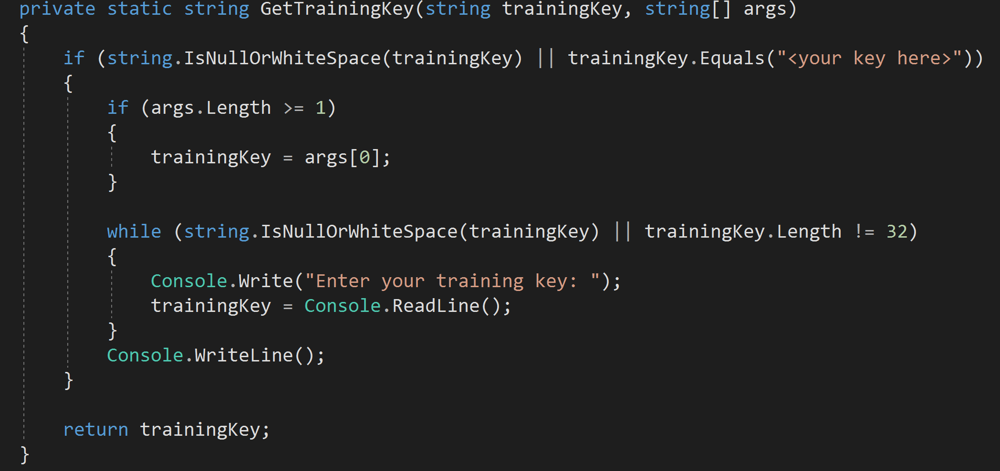 private static string GetTrainingKey(string trainingKey, string[] args)
{
    if (string.IsNullOrWhiteSpace(trainingKey) || trainingKey.Equals("<your key here>"))
    {
        if (args.Length >= 1)
        {
            trainingKey = args[0];
        }

        while (string.IsNullOrWhiteSpace(trainingKey) || trainingKey.Length != 32)
        {
            Console.Write("Enter your training key: ");
            trainingKey = Console.ReadLine();
        }
        Console.WriteLine();
    }

    return trainingKey;
}